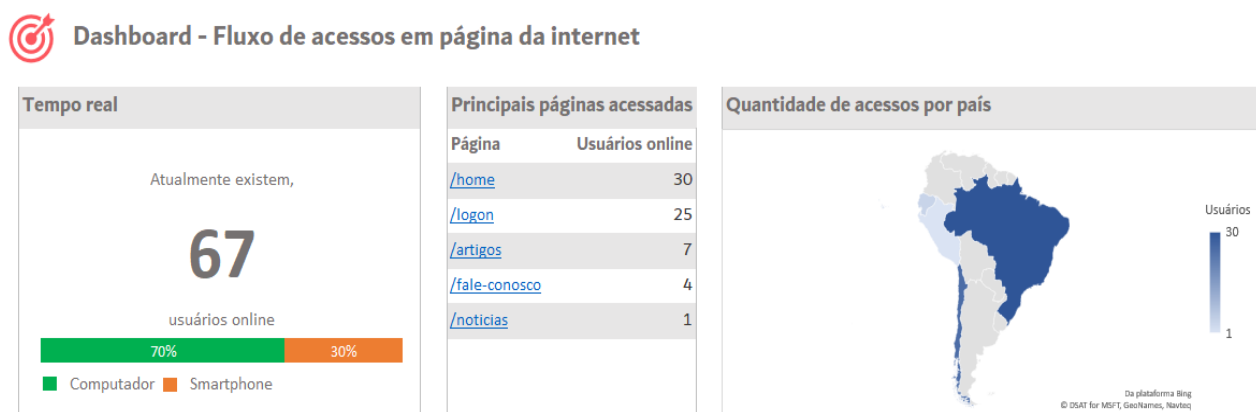 Dashboard - Fluxo de acessos em página da internet
Tempo real
Atualmente existem,
67
usuários online
70% 30%
Computador Smartphone
Principais páginas acessadas
Página Usuários online
/home 30
/logon 25
/artigos 7
/fale-conosco 4
/noticias 1
Quantidade de acessos por país
Usuários
30
1
Da plataforma Bing
© DSAT for MSFT, GeoNames, Navteq